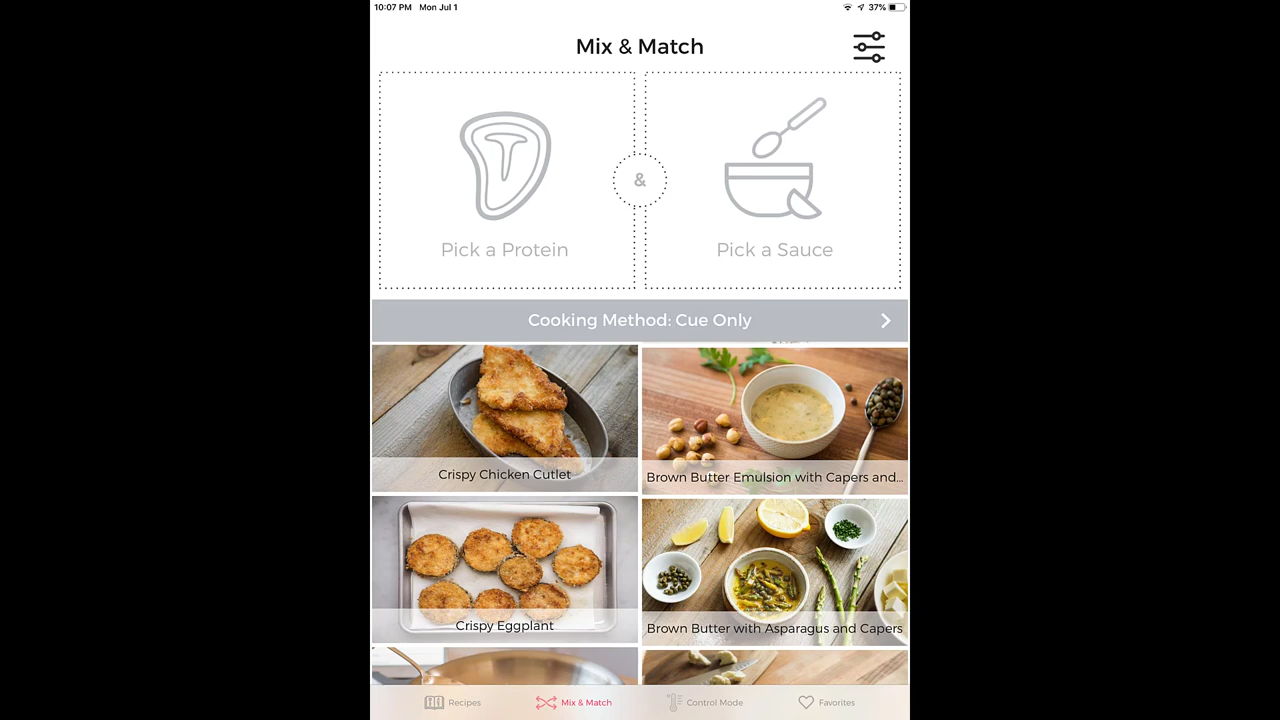 10:07 PM Mon Jul 1
37%
Mix & Match
&
Pick a Protein
Pick a Sauce
Cooking Method: Cue Only
Crispy Chicken Cutlet
Brown Butter Emulsion with Capers and...
Crispy Eggplant
Brown Butter with Asparagus and Capers
Recipes
Mix & Match
Control Mode
Favorites